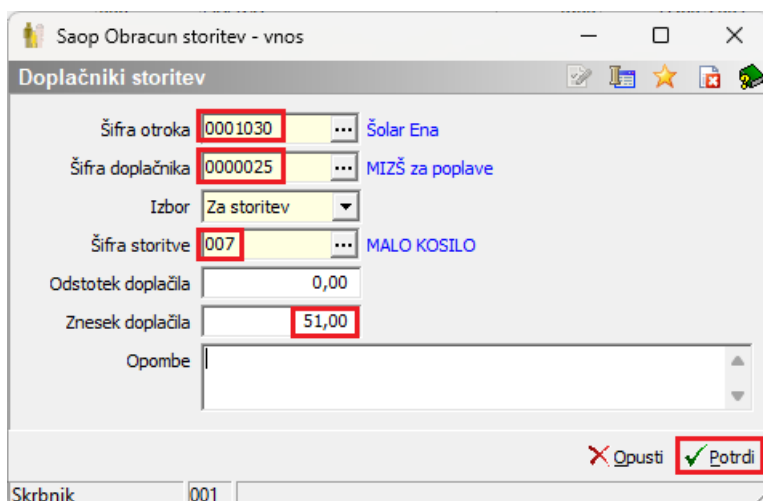 Saop Obracun storitev - vnos
Doplačniki storitev
Šifra otroka 0001030 ... Šolar Ena
Šifra doplačnika 0000025 ... MIZŠ za poplave
Izbor Za storitev
Šifra storitve 007 ... MALO KOSILO
Odstotek doplačila 0,00
Znesek doplačila 51,00
Opombe
Opusti Potrdi
Skrbnik 001